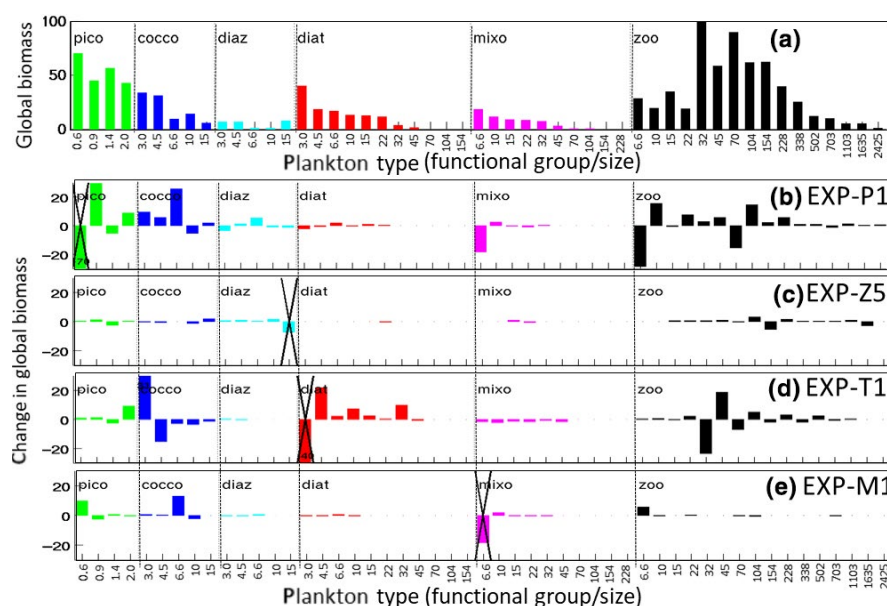 pico cocco diaz diat mixo zoo (a)
100
50
0
Global biomass
0.6 0.9 1.4 2.0 3.0 4.5 6.6 10 15 3.0 4.5 6.6 10 15 3.0 4.5 6.6 10 15 22 32 45 70 104 154 6.6 10 15 22 32 45 70 104 154 228 6.6 10 15 22 32 45 70 104 154 228 338 502 703 1103 1635 2425
Plankton type (functional group/size)
pico cocco diaz diat mixo zoo (b) EXP-P1
20
0
−20
70
pico cocco diaz diat mixo zoo (c) EXP-Z5
20
0
−20
Change in global biomass
pico cocco diaz diat mixo zoo (d) EXP-T1
20
0
−20
pico cocco diaz diat mixo zoo (e) EXP-M1
20
0
−20
0.6 0.9 1.4 2.0 3.0 4.5 6.6 10 15 3.0 4.5 6.6 10 15 3.0 4.5 6.6 10 15 22 32 45 70 104 154 6.6 10 15 22 32 45 70 104 154 228 6.6 10 15 22 32 45 70 104 154 228 338 502 703 1103 1635 2425
Plankton type (functional group/size)